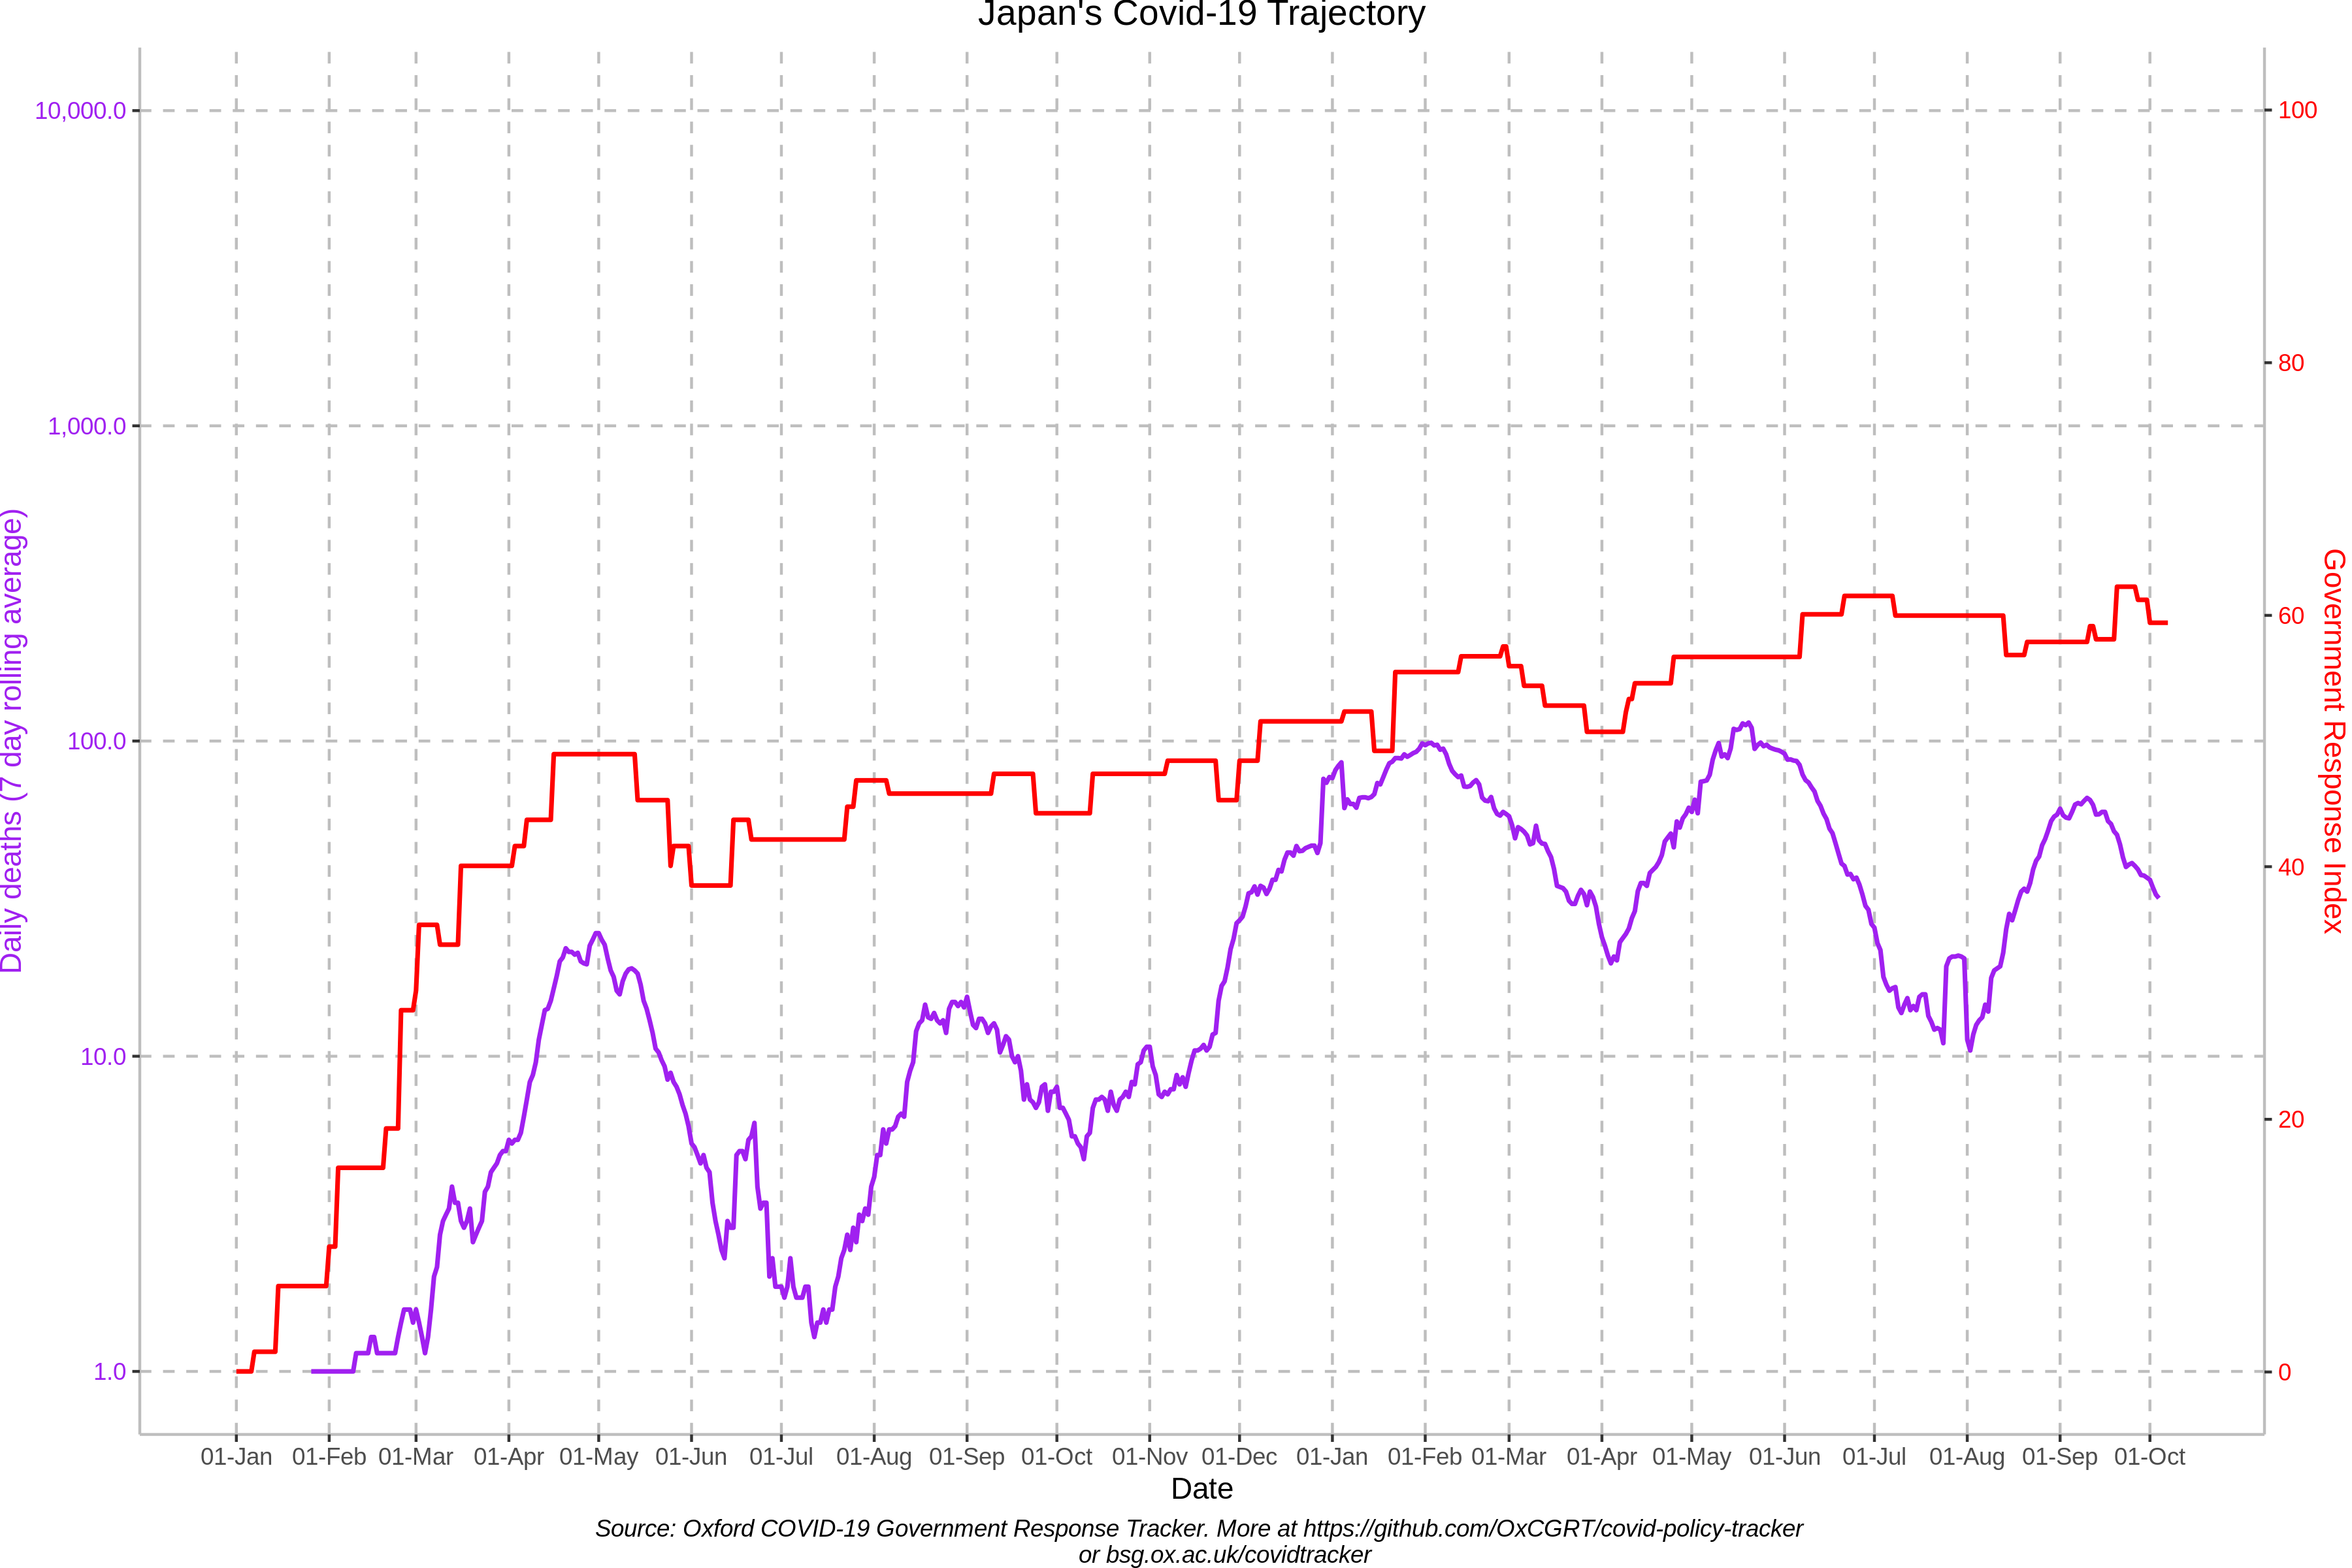 Japan's Covid-19 Trajectory
10,000.0
1,000.0
100.0
10.0
1.0
Daily deaths (7 day rolling average)
100
80
60
40
20
0
Government Response Index
01-Jan 01-Feb 01-Mar 01-Apr 01-May 01-Jun 01-Jul 01-Aug 01-Sep 01-Oct 01-Nov 01-Dec 01-Jan 01-Feb 01-Mar 01-Apr 01-May 01-Jun 01-Jul 01-Aug 01-Sep 01-Oct
Date
Source: Oxford COVID-19 Government Response Tracker. More at https://github.com/OxCGRT/covid-policy-tracker
or bsg.ox.ac.uk/covidtracker